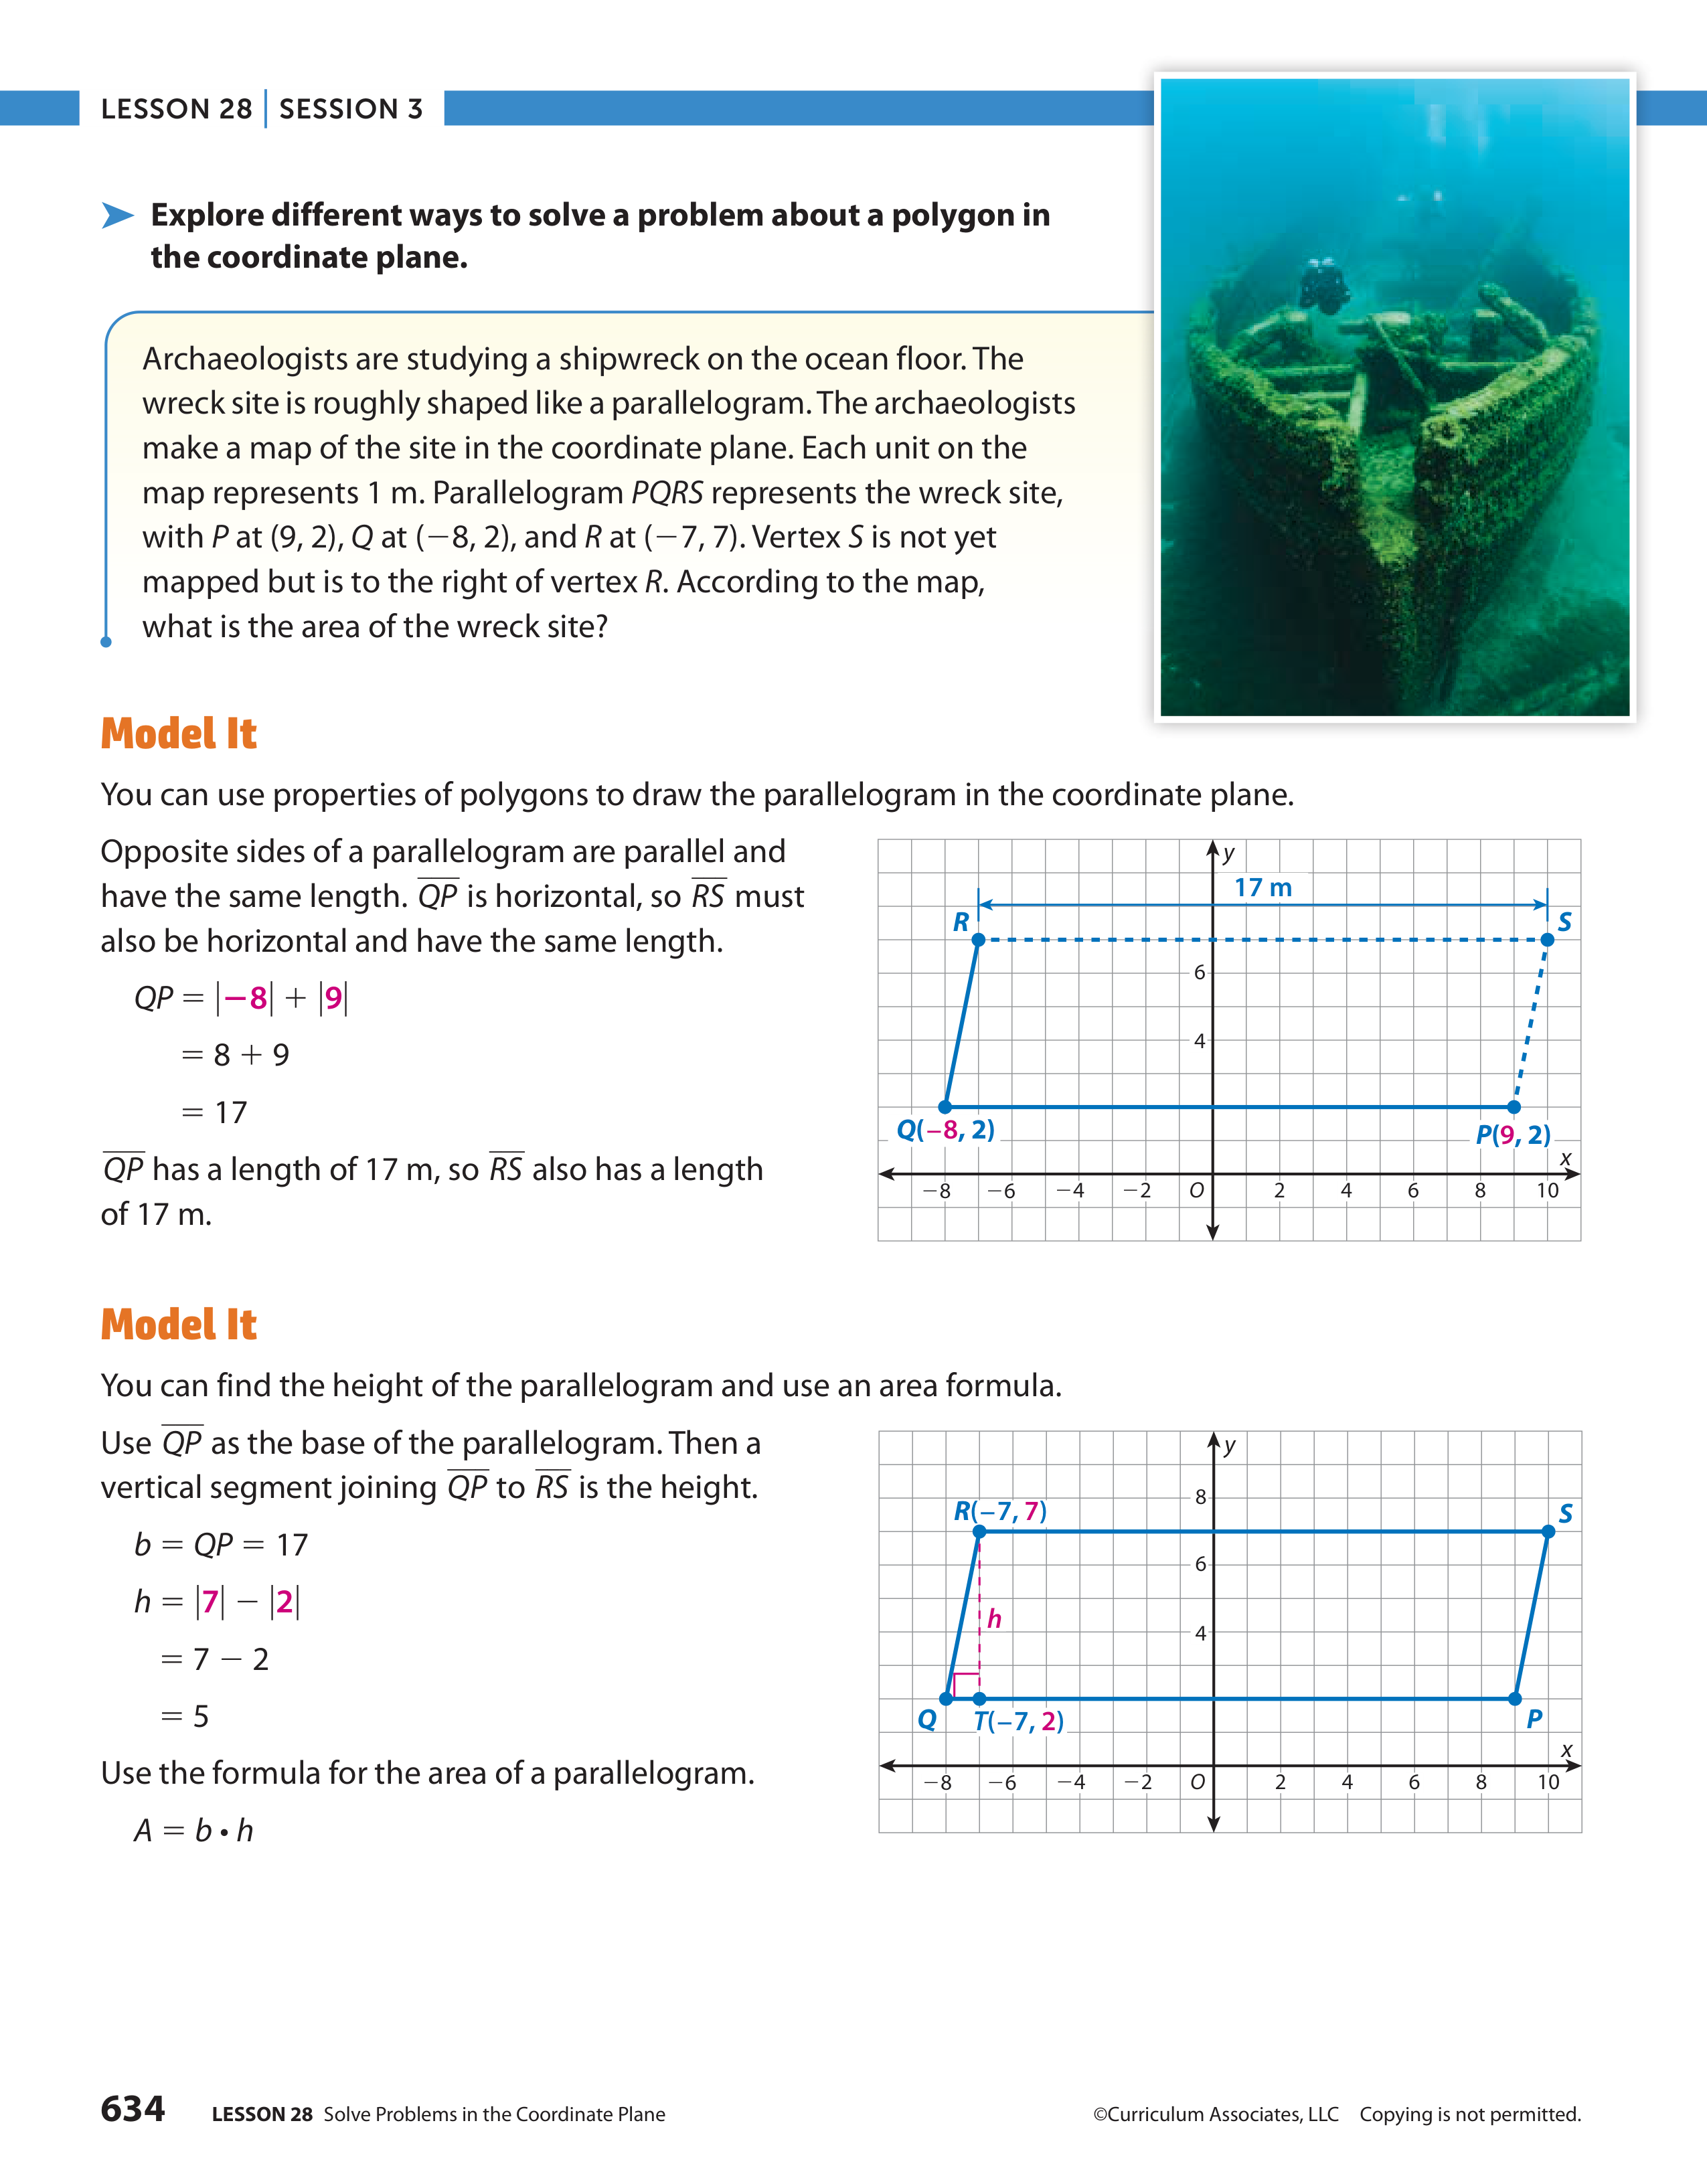 LESSON 28 | SESSION 3
Explore different ways to solve a problem about a polygon in
the coordinate plane.
Archaeologists are studying a shipwreck on the ocean floor. The
wreck site is roughly shaped like a parallelogram. The archaeologists
make a map of the site in the coordinate plane. Each unit on the
map represents 1 m. Parallelogram PQRS represents the wreck site,
with P at (9, 2), Q at (−8, 2), and R at (−7, 7). Vertex S is not yet
mapped but is to the right of vertex R. According to the map,
what is the area of the wreck site?
Model It
You can use properties of polygons to draw the parallelogram in the coordinate plane.
Opposite sides of a parallelogram are parallel and
have the same length. QP is horizontal, so RS must
also be horizontal and have the same length.
QP = |−8| + |9|
= 8 + 9
= 17
QP has a length of 17 m, so RS also has a length
of 17 m.
y
17 m
R S
6
4
Q(−8, 2) P(9, 2)
x
−8 −6 −4 −2 O 2 4 6 8 10
Model It
You can find the height of the parallelogram and use an area formula.
Use QP as the base of the parallelogram. Then a
vertical segment joining QP to RS is the height.
b = QP = 17
h = |7| − |2|
= 7 − 2
= 5
Use the formula for the area of a parallelogram.
A = b • h
y
8
R(−7, 7) S
6
h
4
Q T(−7, 2) P
x
−8 −6 −4 −2 O 2 4 6 8 10
634 LESSON 28 Solve Problems in the Coordinate Plane
©Curriculum Associates, LLC Copying is not permitted.